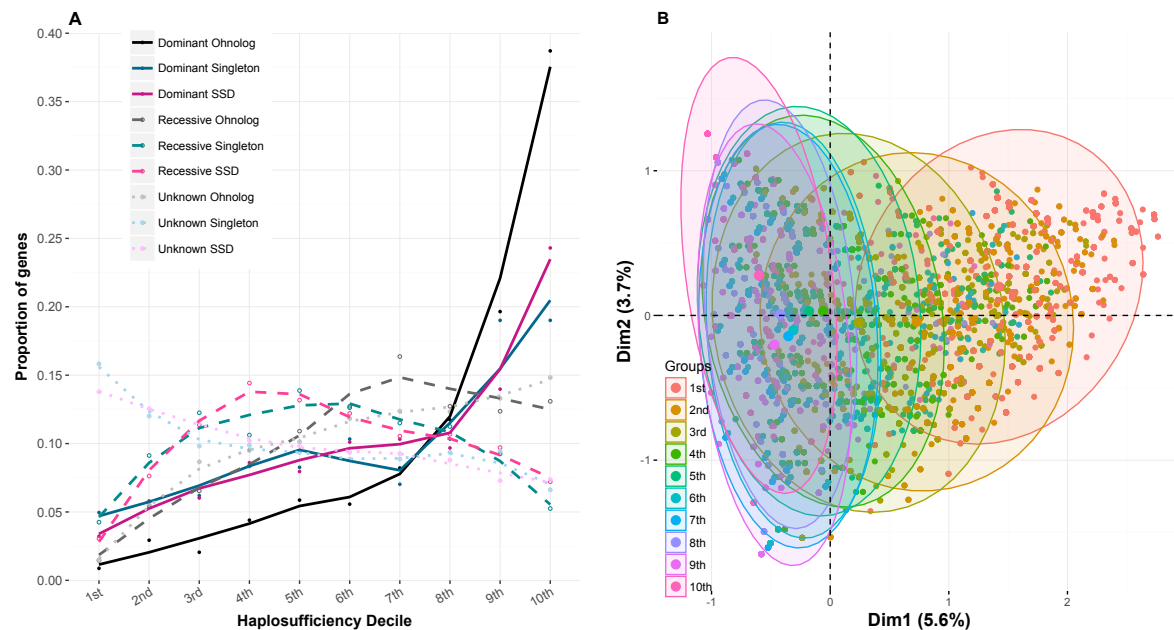 A
Proportion of genes
0.40
0.35
0.30
0.25
0.20
0.15
0.10
0.05
0.00
Dominant Ohnolog
Dominant Singleton
Dominant SSD
Recessive Ohnolog
Recessive Singleton
Recessive SSD
Unknown Ohnolog
Unknown Singleton
Unknown SSD
1st 2nd 3rd 4th 5th 6th 7th 8th 9th 10th
Haplosufficiency Decile
B
Dim2 (3.7%)
1
0
-1
Groups
1st
2nd
3rd
4th
5th
6th
7th
8th
9th
10th
-1 0 1 2
Dim1 (5.6%)